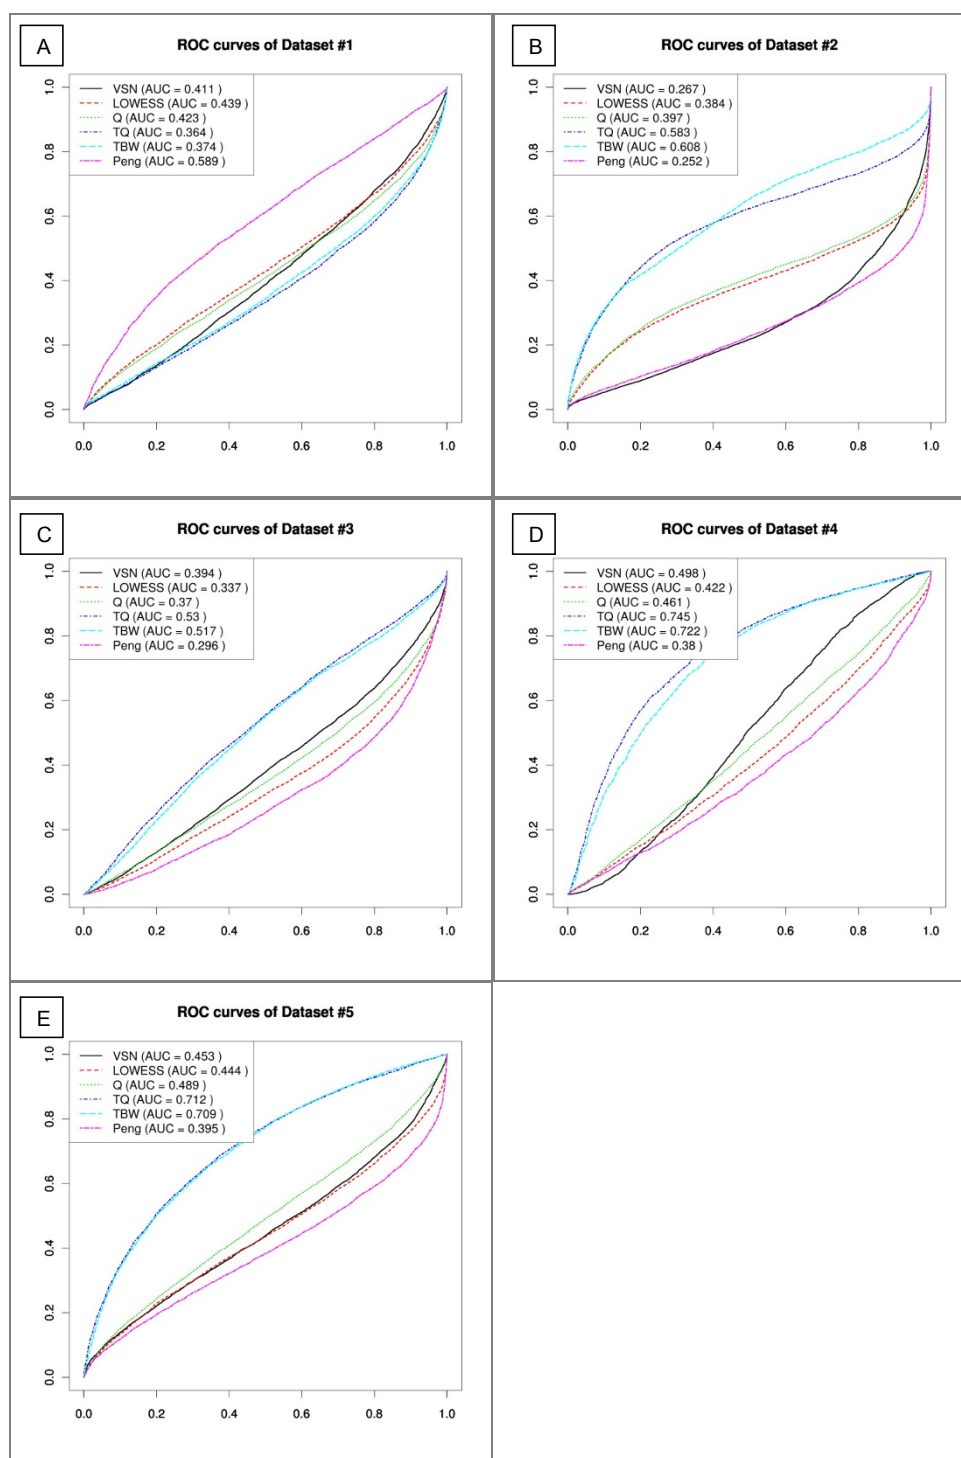 A
ROC curves of Dataset #1
VSN (AUC = 0.411 )
LOWESS (AUC = 0.439 )
Q (AUC = 0.423 )
TQ (AUC = 0.364 )
TBW (AUC = 0.374 )
Peng (AUC = 0.589 )
1.0
0.8
0.6
0.4
0.2
0.0
0.0 0.2 0.4 0.6 0.8 1.0
B
ROC curves of Dataset #2
VSN (AUC = 0.267 )
LOWESS (AUC = 0.384 )
Q (AUC = 0.397 )
TQ (AUC = 0.583 )
TBW (AUC = 0.608 )
Peng (AUC = 0.252 )
1.0
0.8
0.6
0.4
0.2
0.0
0.0 0.2 0.4 0.6 0.8 1.0
C
ROC curves of Dataset #3
VSN (AUC = 0.394 )
LOWESS (AUC = 0.337 )
Q (AUC = 0.37 )
TQ (AUC = 0.53 )
TBW (AUC = 0.517 )
Peng (AUC = 0.296 )
1.0
0.8
0.6
0.4
0.2
0.0
0.0 0.2 0.4 0.6 0.8 1.0
D
ROC curves of Dataset #4
VSN (AUC = 0.498 )
LOWESS (AUC = 0.422 )
Q (AUC = 0.461 )
TQ (AUC = 0.745 )
TBW (AUC = 0.722 )
Peng (AUC = 0.38 )
1.0
0.8
0.6
0.4
0.2
0.0
0.0 0.2 0.4 0.6 0.8 1.0
E
ROC curves of Dataset #5
VSN (AUC = 0.453 )
LOWESS (AUC = 0.444 )
Q (AUC = 0.489 )
TQ (AUC = 0.712 )
TBW (AUC = 0.709 )
Peng (AUC = 0.395 )
1.0
0.8
0.6
0.4
0.2
0.0
0.0 0.2 0.4 0.6 0.8 1.0